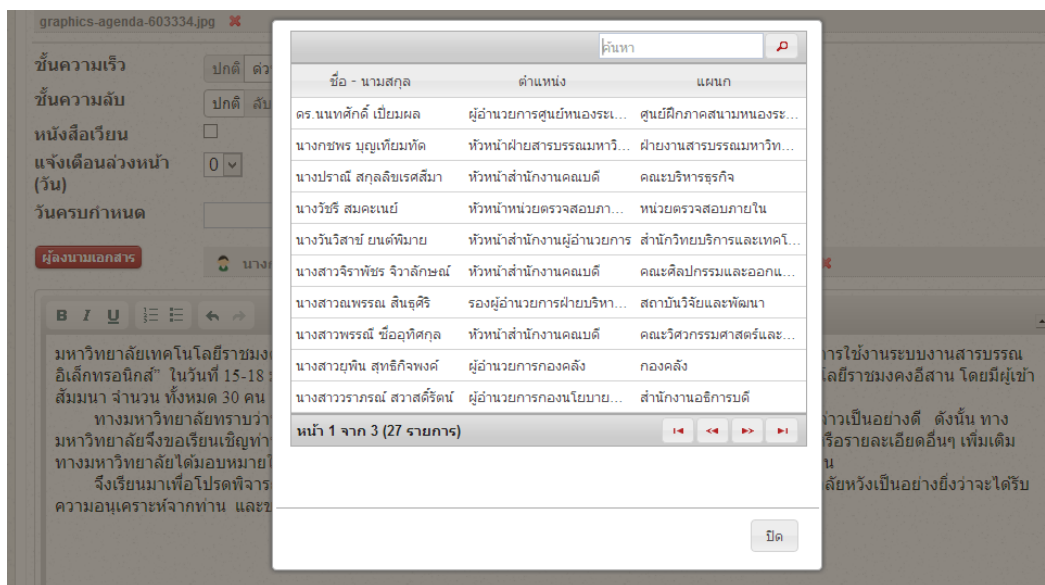 graphics-agenda-603334.jpg
ค้นหา
ชื่อ - นามสกุล ตำแหน่ง แผนก
ดร.นนทศักดิ์ เปี่ยมผล ผู้อำนวยการศูนย์หนองระเ... ศูนย์ฝึกภาคสนามหนองระ...
นางกชพร บุญเทียมทัด หัวหน้าฝ่ายสารบรรณมหาวิ... ฝ่ายงานสารบรรณมหาวิท...
นางปราณี สกุลลิขเรศสีมา หัวหน้าสำนักงานคณบดี คณะบริหารธุรกิจ
นางวัชรี สมคะเนย์ หัวหน้าหน่วยตรวจสอบภา... หน่วยตรวจสอบภายใน
นางวันวิสาข์ ยนต์พิมาย หัวหน้าสำนักงานผู้อำนวยการ สำนักวิทยบริการและเทคโ...
นางสาวจิราพัชร จิวาลักษณ์ หัวหน้าสำนักงานคณบดี คณะศิลปกรรมและออกแ...
นางสาวณพรรณ สินธุศิริ รองผู้อำนวยการฝ่ายบริหา... สถาบันวิจัยและพัฒนา
นางสาวพรรณี ชื่ออุทิศกุล หัวหน้าสำนักงานคณบดี คณะวิศวกรรมศาสตร์และ...
นางสาวยุพิน สุทธิกิจพงศ์ ผู้อำนวยการกองคลัง กองคลัง
นางสาววราภรณ์ สวาสดิ์รัตน์ ผู้อำนวยการกองนโยบาย... สำนักงานอธิการบดี
หน้า 1 จาก 3 (27 รายการ)
ปิด
ชั้นความเร็ว ปกติ ด่ว
ชั้นความลับ ปกติ ลับ
หนังสือเวียน
แจ้งเตือนล่วงหน้า 0
(วัน)
วันครบกำหนด
ผู้ลงนามเอกสาร
B I U
มหาวิทยาลัยเทคโนโลยีราชมง ารใช้งานระบบงานสารบรรณ
อิเล็กทรอนิกส์" ในวันที่ 15-18 โลยีราชมงคงอีสาน โดยมีผู้เข้า
สัมมนา จำนวน ทั้งหมด 30 คน
ทางมหาวิทยาลัยทราบว่า าวเป็นอย่างดี ดังนั้น ทาง
มหาวิทยาลัยจึงขอเรียนเชิญท่า รือรายละเอียดอื่นๆ เพิ่มเติม
ทางมหาวิทยาลัยได้มอบหมายใ น
จึงเรียนมาเพื่อโปรดพิจาร ลัยหวังเป็นอย่างยิ่งว่าจะได้รับ
ความอนุเคราะห์จากท่าน และข